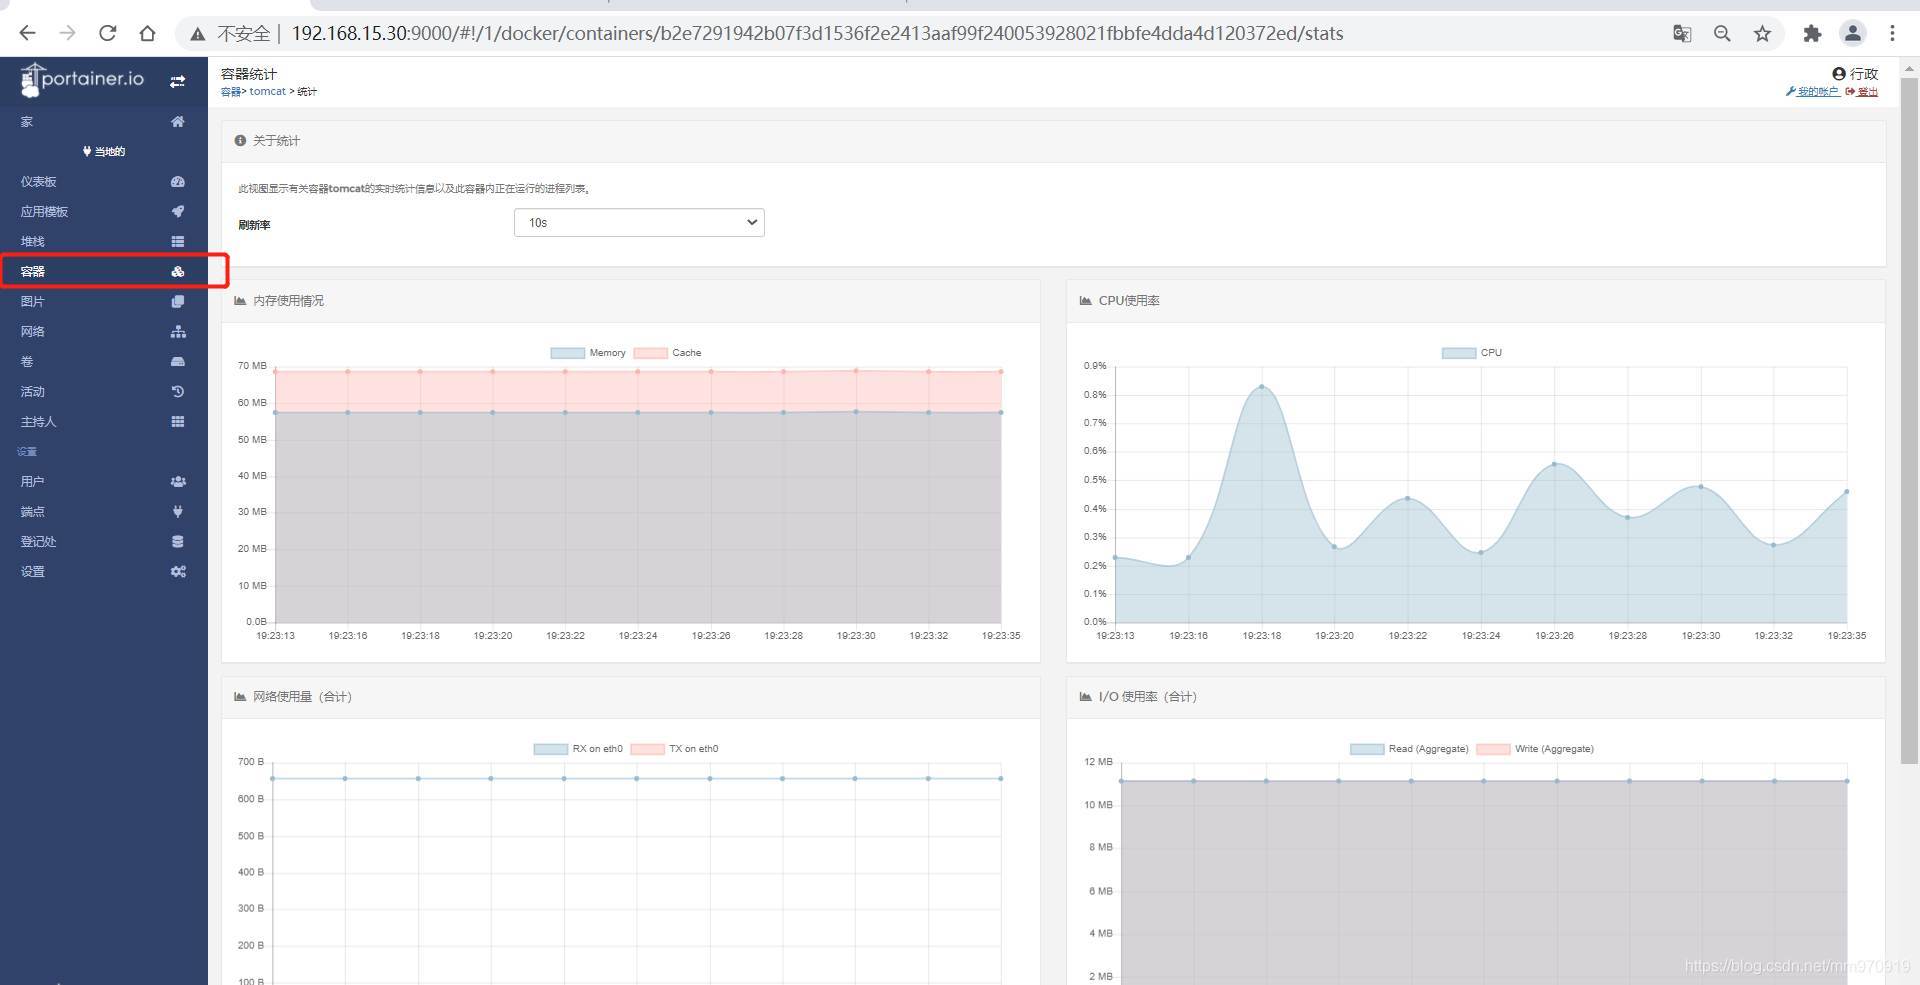 不安全 | 192.168.15.30:9000/#!/1/docker/containers/b2e7291942b07f3d1536f2e2413aaf99f240053928021fbbfe4dda4d120372ed/stats
portainer.io
家
当地的
仪表板
应用模板
堆栈
容器
图片
网络
卷
活动
主持人
设置
用户
端点
登记处
设置
容器统计
容器> tomcat > 统计
行政
我的帐户 登出
关于统计
此视图显示有关容器tomcat的实时统计信息以及此容器内正在运行的进程列表。
刷新率
10s
内存使用情况
Memory Cache
70 MB
60 MB
50 MB
40 MB
30 MB
20 MB
10 MB
0.0B
19:23:13 19:23:16 19:23:18 19:23:20 19:23:22 19:23:24 19:23:26 19:23:28 19:23:30 19:23:32 19:23:35
CPU使用率
CPU
0.9%
0.8%
0.7%
0.6%
0.5%
0.4%
0.3%
0.2%
0.1%
0.0%
19:23:13 19:23:16 19:23:18 19:23:20 19:23:22 19:23:24 19:23:26 19:23:28 19:23:30 19:23:32 19:23:35
网络使用量（合计）
RX on eth0 TX on eth0
700 B
600 B
500 B
400 B
300 B
200 B
100 B
I/O 使用率（合计）
Read (Aggregate) Write (Aggregate)
12 MB
10 MB
8 MB
6 MB
4 MB
2 MB
https://blog.csdn.net/mm970919